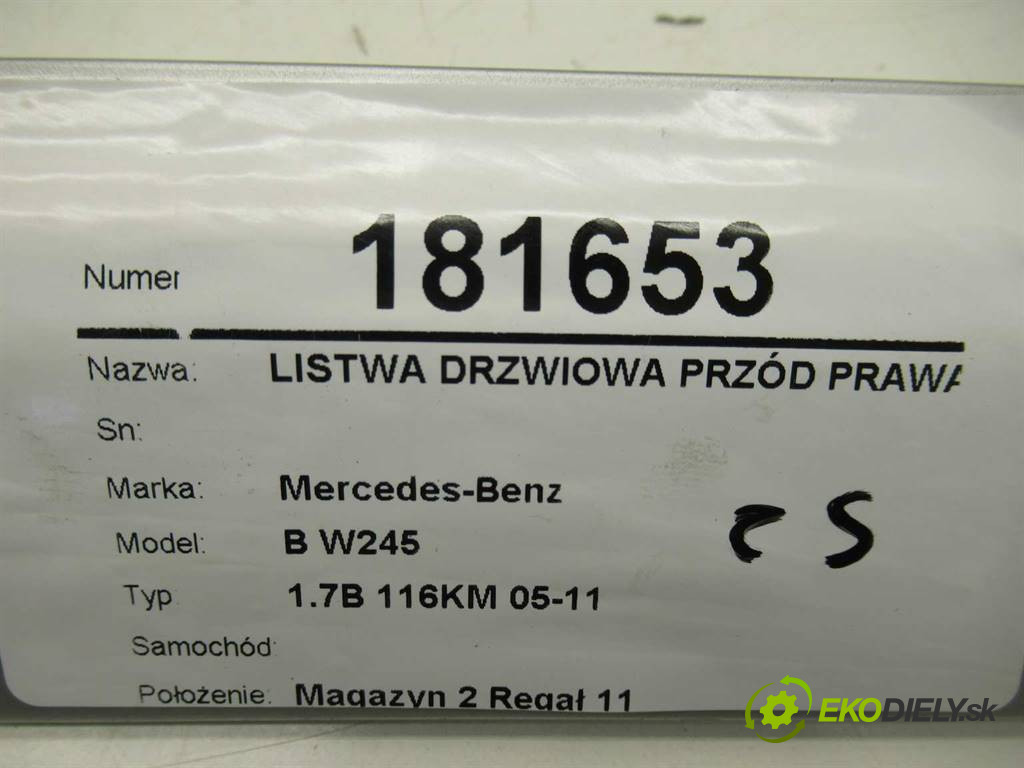 Numer 181653
Nazwa: LISTWA DRZWIOWA PRZÓD PRAWA
Sn:
Marka: Mercedes-Benz
Model: B W245
Typ 1.7B 116KM 05-11
Samochód:
Położenie: Magazyn 2 Regał 11
EKODIELY.sk